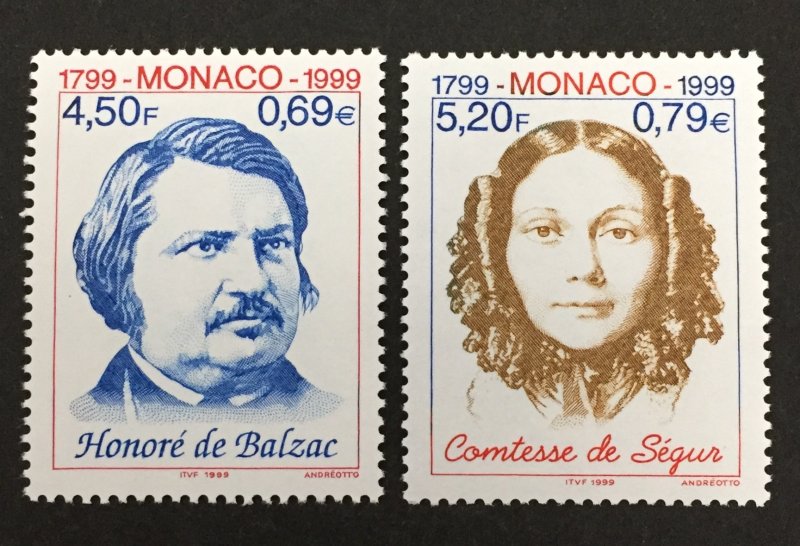 1799 - MONACO - 1999
4,50F 0,69€
Honoré de Balzac
ITVF 1999 ANDRÉOTTO
1799 - MONACO - 1999
5,20F 0,79€
Comtesse de Ségur
ITVF 1999 ANDRÉOTTO